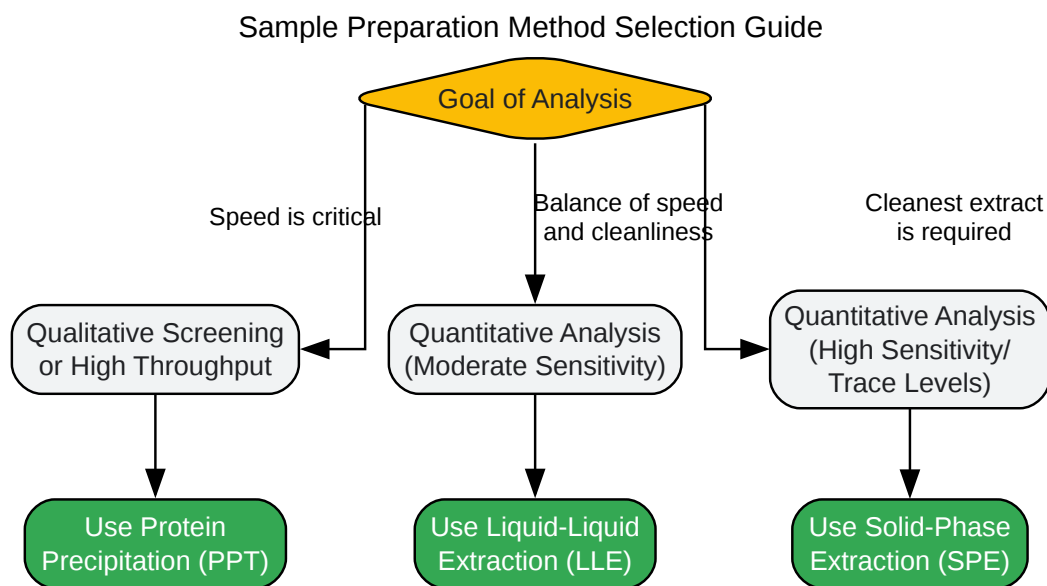 Sample Preparation Method Selection Guide
Goal of Analysis
Speed is critical
Balance of speed
and cleanliness
Cleanest extract
is required
Qualitative Screening
or High Throughput
Quantitative Analysis
(Moderate Sensitivity)
Quantitative Analysis
(High Sensitivity/
Trace Levels)
Use Protein
Precipitation (PPT)
Use Liquid-Liquid
Extraction (LLE)
Use Solid-Phase
Extraction (SPE)